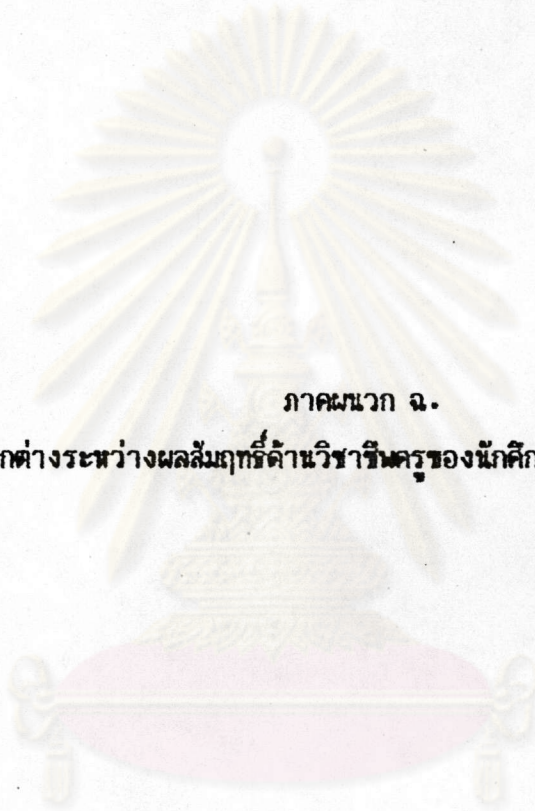 ภาคผนวก ฉ.
กต่างระหว่างผลสัมฤทธิ์ด้านวิชาชีพครูของนักศึก